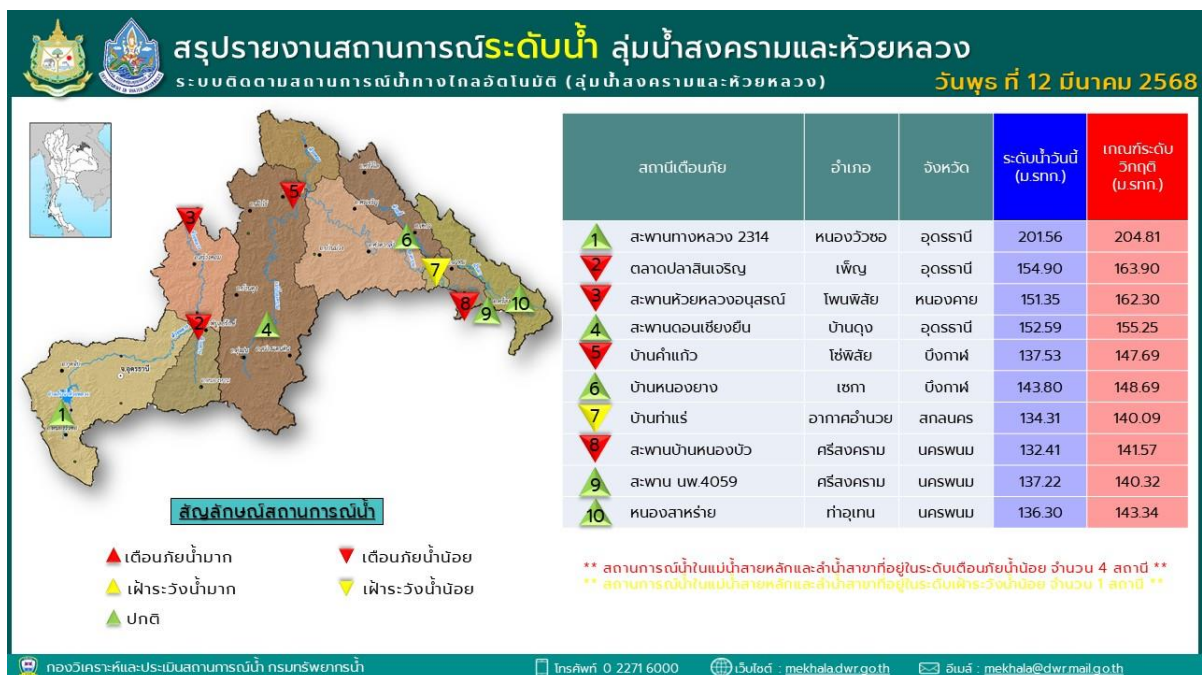 สรุปรายงานสถานการณ์ระดับน้ำ ลุ่มน้ำสงครามและห้วยหลวง
ระบบติดตามสถานการณ์น้ำทางไกลอัตโนมัติ (ลุ่มน้ำสงครามและห้วยหลวง)
วันพุธ ที่ 12 มีนาคม 2568
3
5
6
7
8
9
10
2
4
1
จ.อุดรธานี
สถานีเตือนภัย อำเภอ จังหวัด ระดับน้ำวันนี้ (ม.รทก.) เกณฑ์ระดับวิกฤติ (ม.รทก.)
1 สะพานทางหลวง 2314 หนองวัวซอ อุดรธานี 201.56 204.81
2 ตลาดปลาสินเจริญ เพ็ญ อุดรธานี 154.90 163.90
3 สะพานห้วยหลวงอนุสรณ์ โพนพิสัย หนองคาย 151.35 162.30
4 สะพานดอนเชียงยืน บ้านดุง อุดรธานี 152.59 155.25
5 บ้านคำแก้ว โซ่พิสัย บึงกาฬ 137.53 147.69
6 บ้านหนองยาง เซกา บึงกาฬ 143.80 148.69
7 บ้านท่าแร่ อากาศอำนวย สกลนคร 134.31 140.09
8 สะพานบ้านหนองบัว ศรีสงคราม นครพนม 132.41 141.57
9 สะพาน นพ.4059 ศรีสงคราม นครพนม 137.22 140.32
10 หนองสาหร่าย ท่าอุเทน นครพนม 136.30 143.34
สัญลักษณ์สถานการณ์น้ำ
เตือนภัยน้ำมาก เตือนภัยน้ำน้อย
เฝ้าระวังน้ำมาก เฝ้าระวังน้ำน้อย
ปกติ
** สถานการณ์น้ำในแม่น้ำสายหลักและลำน้ำสาขาที่อยู่ในระดับเตือนภัยน้ำน้อย จำนวน 4 สถานี **
** สถานการณ์น้ำในแม่น้ำสายหลักและลำน้ำสาขาที่อยู่ในระดับเฝ้าระวังน้ำน้อย จำนวน 1 สถานี **
กองวิเคราะห์และประเมินสถานการณ์น้ำ กรมทรัพยากรน้ำ โทรศัพท์ 0 2271 6000 เว็บไซต์ : mekhala.dwr.go.th อีเมล์ : mekhala@dwr.mail.go.th